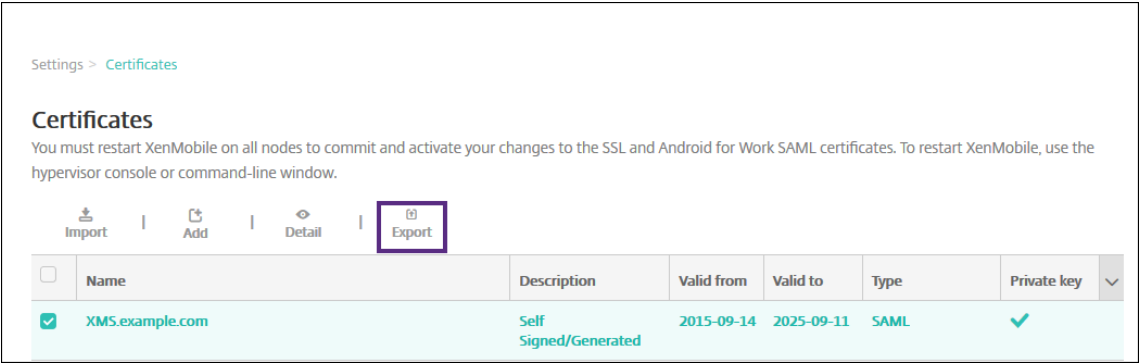 Settings > Certificates
Certificates
You must restart XenMobile on all nodes to commit and activate your changes to the SSL and Android for Work SAML certificates. To restart XenMobile, use the
hypervisor console or command-line window.
Import | Add | Detail | Export
Name Description Valid from Valid to Type Private key
XMS.example.com Self 2015-09-14 2025-09-11 SAML
Signed/Generated